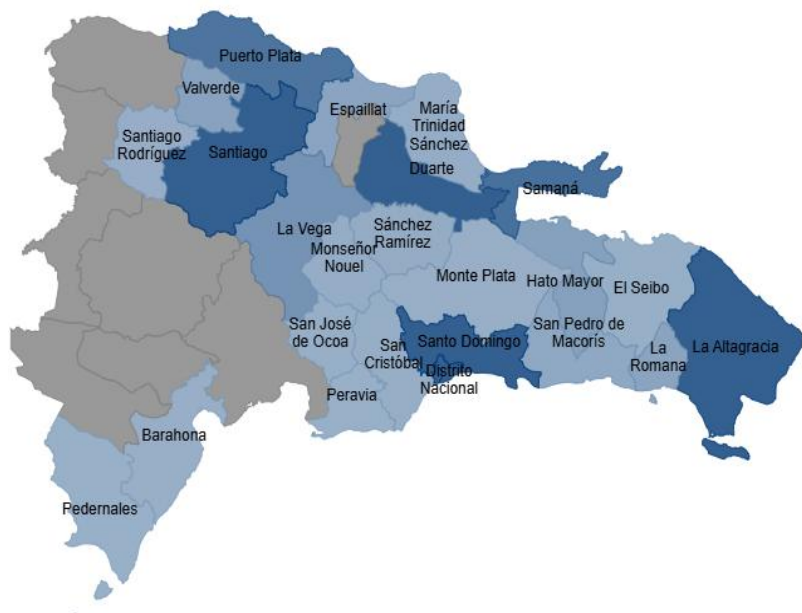 Puerto Plata
Valverde
Espaillat
María
Trinidad
Sánchez
Santiago
Rodríguez
Santiago
Duarte
Samaná
La Vega
Sánchez
Ramírez
Monseñor
Nouel
Monte Plata
Hato Mayor
El Seibo
San José
de Ocoa
San
Cristóbal
Santo Domingo
Distrito
Nacional
San Pedro de
Macorís
La
Romana
La Altagracia
Peravia
Barahona
Pedernales